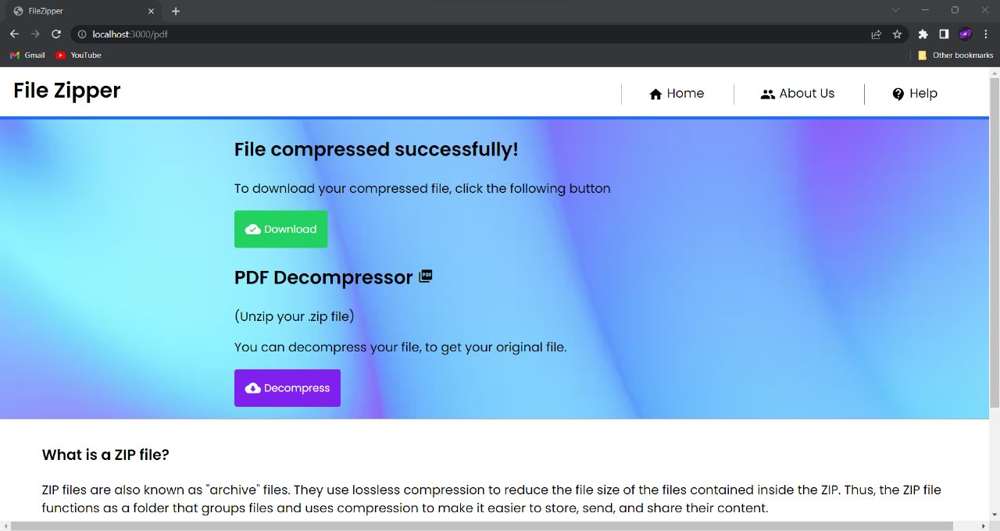 FileZipper
localhost:3000/pdf
Gmail YouTube Other bookmarks
File Zipper Home About Us Help
File compressed successfully!
To download your compressed file, click the following button
Download
PDF Decompressor PDF
(Unzip your .zip file)
You can decompress your file, to get your original file.
Decompress
What is a ZIP file?
ZIP files are also known as "archive" files. They use lossless compression to reduce the file size of the files contained inside the ZIP. Thus, the ZIP file
functions as a folder that groups files and uses compression to make it easier to store, send, and share their content.